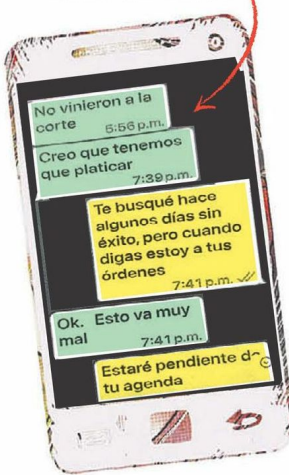 No vinieron a la
corte 6:56 p.m.
Creo que tenemos
que platicar
7:39 p.m.
Te busqué hace
algunos días sin
éxito, pero cuando
digas estoy a tus
órdenes
7:41 p.m.
Ok. Esto va muy
mal 7:41 p.m.
Estaré pendiente de
tu agenda